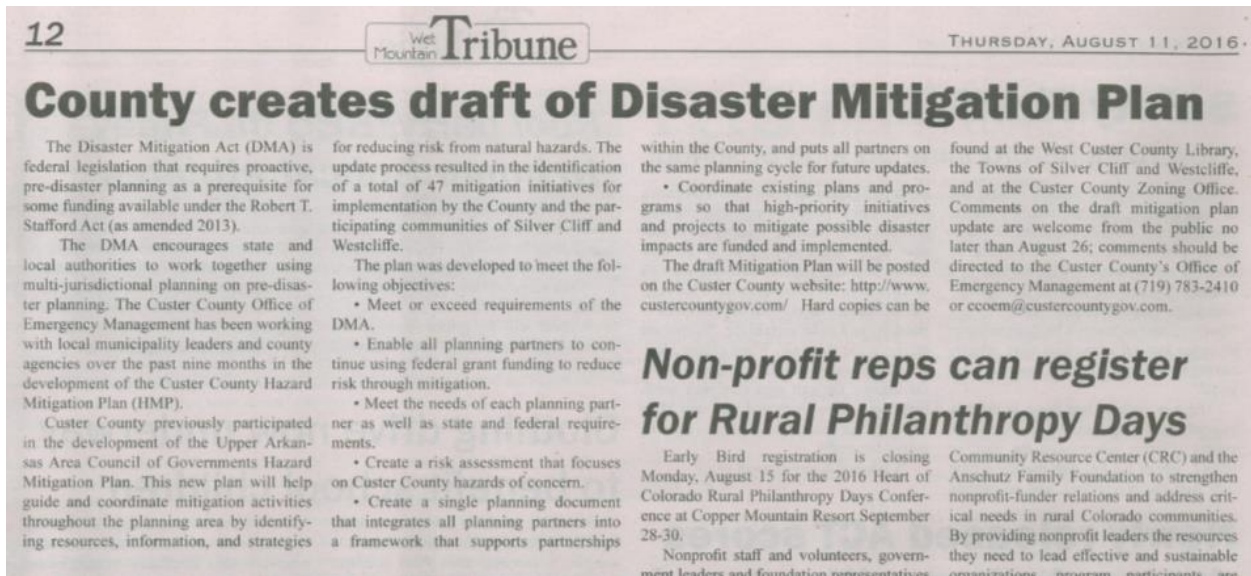 12
Wet
Mountain Tribune
THURSDAY, AUGUST 11, 2016
County creates draft of Disaster Mitigation Plan
The Disaster Mitigation Act (DMA) is
federal legislation that requires proactive,
pre-disaster planning as a prerequisite for
some funding available under the Robert T.
Stafford Act (as amended 2013).
The DMA encourages state and
local authorities to work together using
multi-jurisdictional planning on pre-disas-
ter planning. The Custer County Office of
Emergency Management has been working
with local municipality leaders and county
agencies over the past nine months in the
development of the Custer County Hazard
Mitigation Plan (HMP).
Custer County previously participated
in the development of the Upper Arkan-
sas Area Council of Governments Hazard
Mitigation Plan. This new plan will help
guide and coordinate mitigation activities
throughout the planning area by identify-
ing resources, information, and strategies
for reducing risk from natural hazards. The
update process resulted in the identification
of a total of 47 mitigation initiatives for
implementation by the County and the par-
ticipating communities of Silver Cliff and
Westcliffe.
The plan was developed to meet the fol-
lowing objectives:
• Meet or exceed requirements of the
DMA.
• Enable all planning partners to con-
tinue using federal grant funding to reduce
risk through mitigation.
• Meet the needs of each planning part-
ner as well as state and federal require-
ments.
• Create a risk assessment that focuses
on Custer County hazards of concern.
• Create a single planning document
that integrates all planning partners into
a framework that supports partnerships
within the County, and puts all partners on
the same planning cycle for future updates.
• Coordinate existing plans and pro-
grams so that high-priority initiatives
and projects to mitigate possible disaster
impacts are funded and implemented.
The draft Mitigation Plan will be posted
on the Custer County website: http://www.
custercountygov.com/ Hard copies can be
found at the West Custer County Library,
the Towns of Silver Cliff and Westcliffe,
and at the Custer County Zoning Office.
Comments on the draft mitigation plan
update are welcome from the public no
later than August 26; comments should be
directed to the Custer County's Office of
Emergency Management at (719) 783-2410
or ccoem@custercountygov.com.
Non-profit reps can register
for Rural Philanthropy Days
Early Bird registration is closing
Monday, August 15 for the 2016 Heart of
Colorado Rural Philanthropy Days Confer-
ence at Copper Mountain Resort September
28-30.
Nonprofit staff and volunteers, govern-
ment leaders and foundation representatives
Community Resource Center (CRC) and the
Anschutz Family Foundation to strengthen
nonprofit-funder relations and address crit-
ical needs in rural Colorado communities.
By providing nonprofit leaders the resources
they need to lead effective and sustainable
organizations, program participants are